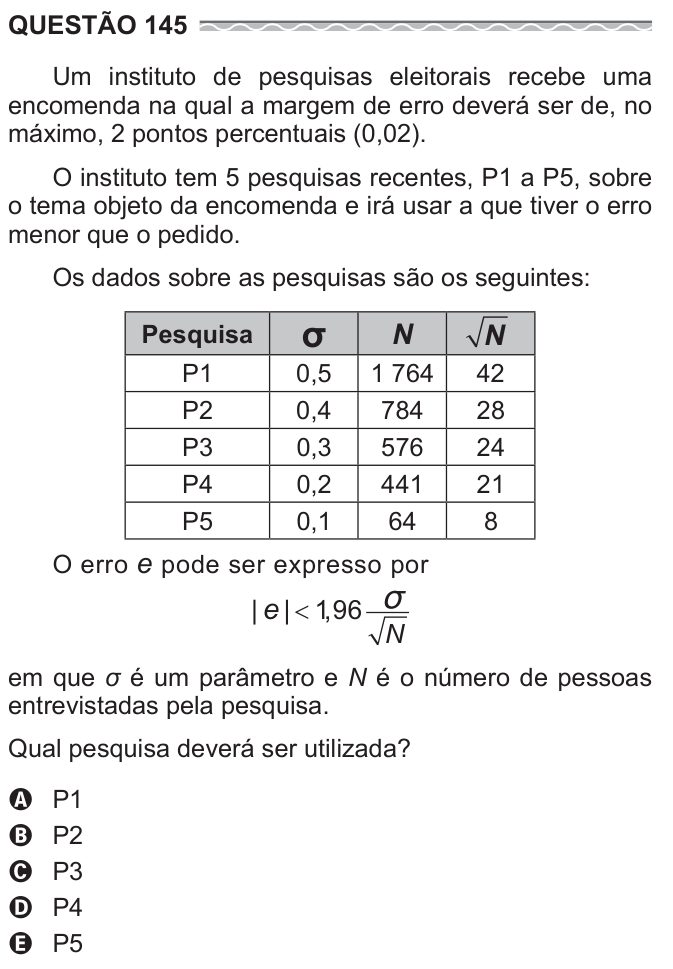 QUESTÃO 145
Um instituto de pesquisas eleitorais recebe uma
encomenda na qual a margem de erro deverá ser de, no
máximo, 2 pontos percentuais (0,02).
O instituto tem 5 pesquisas recentes, P1 a P5, sobre
o tema objeto da encomenda e irá usar a que tiver o erro
menor que o pedido.
Os dados sobre as pesquisas são os seguintes:
Pesquisa σ N √N
P1 0,5 1 764 42
P2 0,4 784 28
P3 0,3 576 24
P4 0,2 441 21
P5 0,1 64 8
O erro e pode ser expresso por
|e| < 1,96 σ/√N
em que σ é um parâmetro e N é o número de pessoas
entrevistadas pela pesquisa.
Qual pesquisa deverá ser utilizada?
A P1
B P2
C P3
D P4
E P5